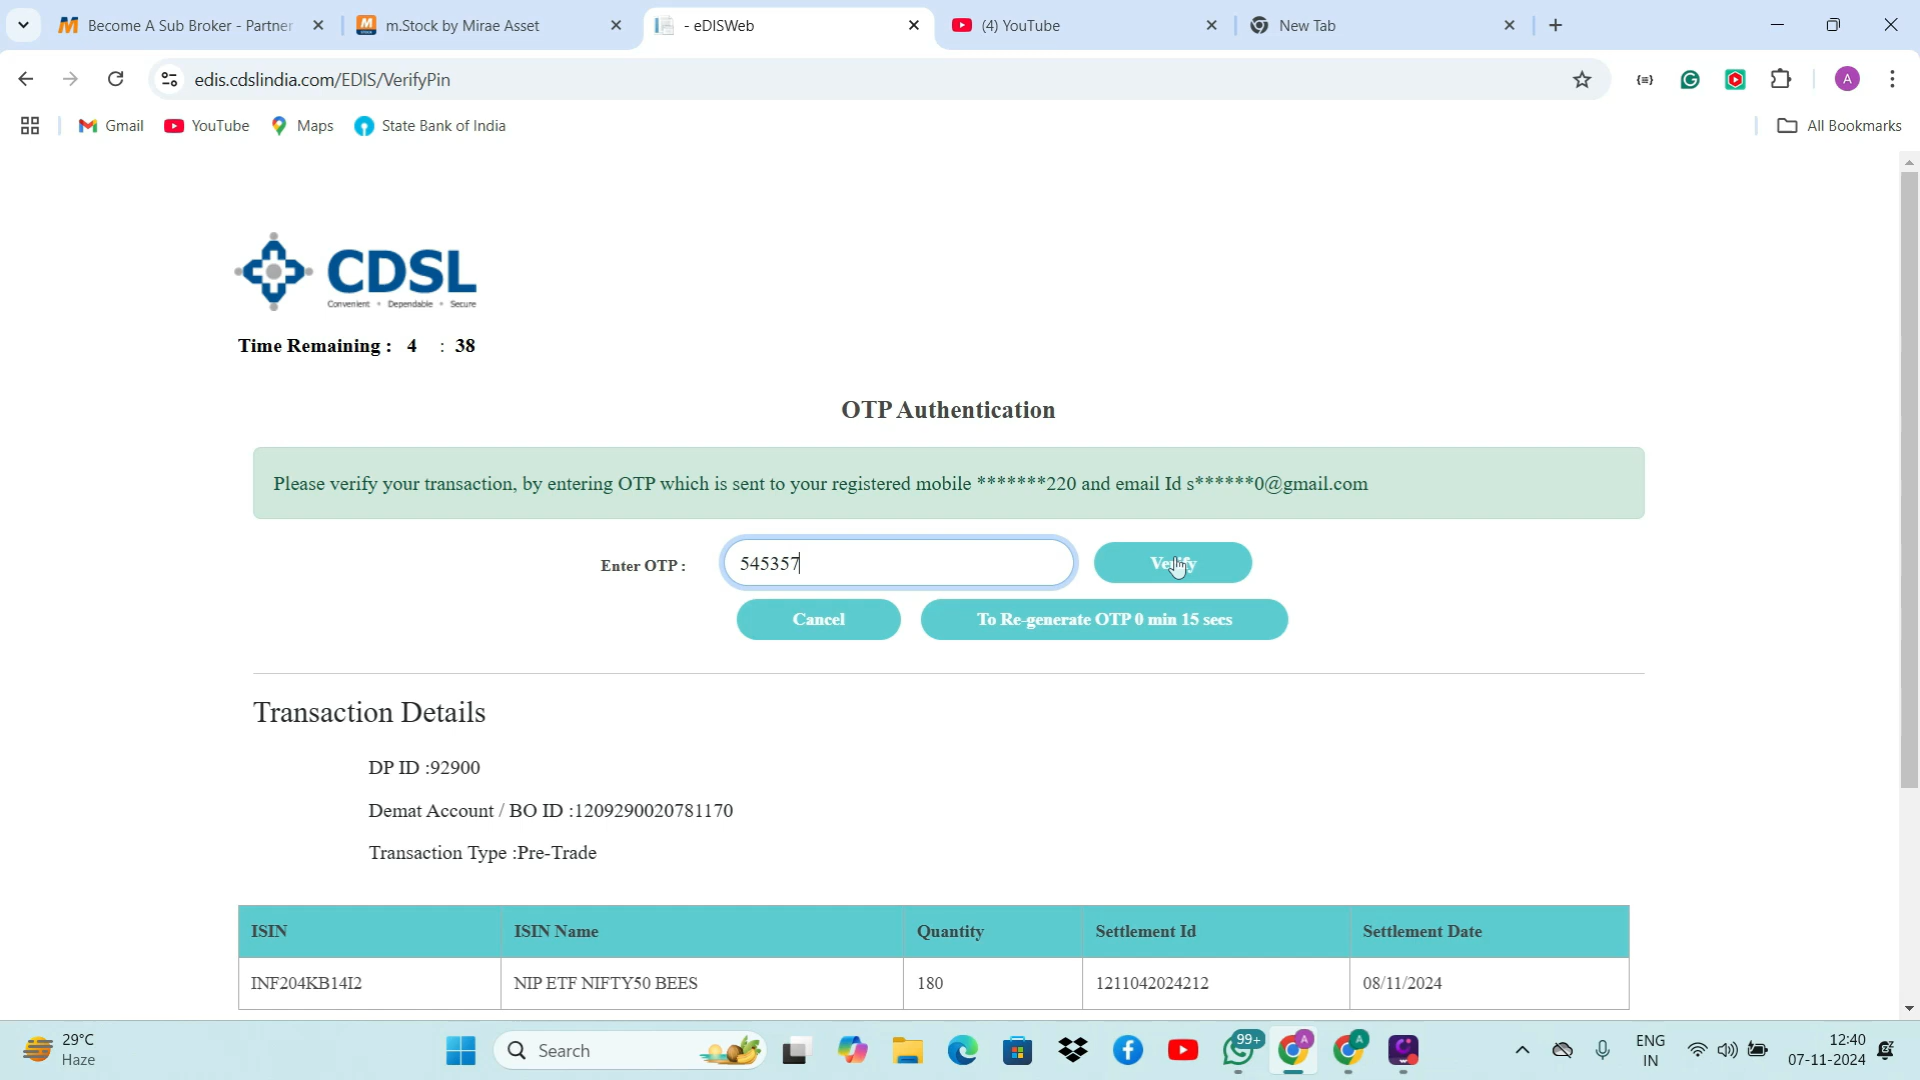 Become A Sub Broker - Partner
m.Stock by Mirae Asset
- eDISWeb
(4) YouTube
New Tab
edis.cdslindia.com/EDIS/VerifyPin
A
Gmail
YouTube
Maps
State Bank of India
All Bookmarks
CDSL
Convenient • Dependable • Secure
Time Remaining : 4 : 38
OTP Authentication
Please verify your transaction, by entering OTP which is sent to your registered mobile *******220 and email Id s******0@gmail.com
Enter OTP : 545357 Verify
Cancel To Re-generate OTP 0 min 15 secs
Transaction Details
DP ID :92900
Demat Account / BO ID :1209290020781170
Transaction Type :Pre-Trade
ISIN ISIN Name Quantity Settlement Id Settlement Date
INF204KB14I2 NIP ETF NIFTY50 BEES 180 1211042024212 08/11/2024
29°C
Haze
Search
99+
A
A
ENG
IN
12:40
07-11-2024